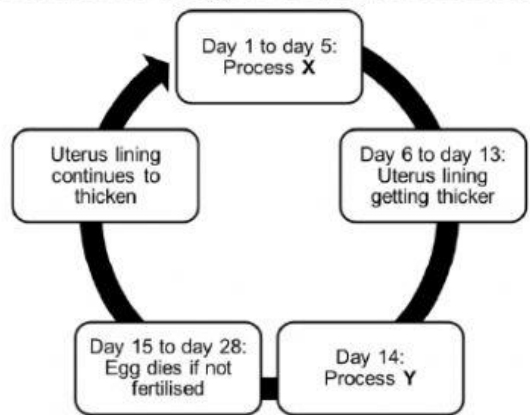 Day 1 to day 5:
Process X
Day 6 to day 13:
Uterus lining
getting thicker
Day 14:
Process Y
Day 15 to day 28:
Egg dies if not
fertilised
Uterus lining
continues to
thicken